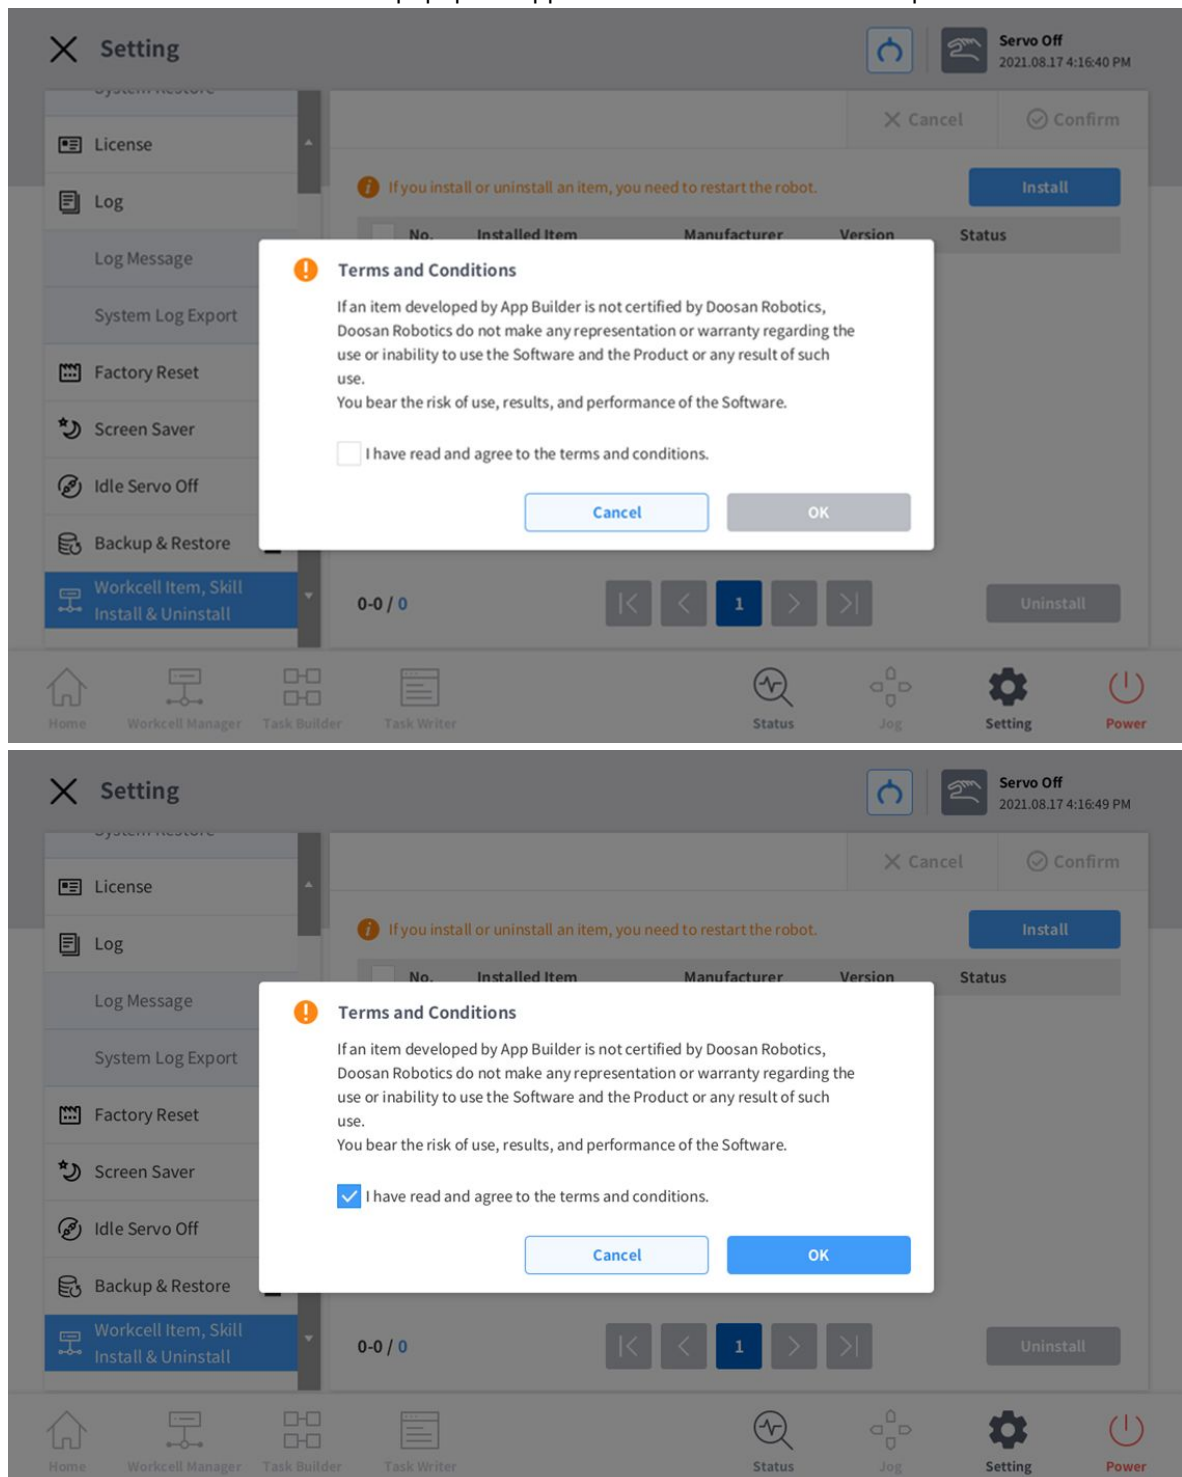 Setting
Servo Off
2021.08.17 4:16:40 PM
System Restore
Cancel
Confirm
License
If you install or uninstall an item, you need to restart the robot.
Install
Log
No. Installed Item Manufacturer Version Status
Log Message
System Log Export
Factory Reset
Screen Saver
Idle Servo Off
Backup & Restore
Workcell Item, Skill
Install & Uninstall
Terms and Conditions
If an item developed by App Builder is not certified by Doosan Robotics,
Doosan Robotics do not make any representation or warranty regarding the
use or inability to use the Software and the Product or any result of such
use.
You bear the risk of use, results, and performance of the Software.
I have read and agree to the terms and conditions.
Cancel
OK
0-0 / 0
1
Uninstall
Home
Workcell Manager
Task Builder
Task Writer
Status
Jog
Setting
Power
Setting
Servo Off
2021.08.17 4:16:49 PM
System Restore
Cancel
Confirm
License
If you install or uninstall an item, you need to restart the robot.
Install
Log
No. Installed Item Manufacturer Version Status
Log Message
System Log Export
Factory Reset
Screen Saver
Idle Servo Off
Backup & Restore
Workcell Item, Skill
Install & Uninstall
Terms and Conditions
If an item developed by App Builder is not certified by Doosan Robotics,
Doosan Robotics do not make any representation or warranty regarding the
use or inability to use the Software and the Product or any result of such
use.
You bear the risk of use, results, and performance of the Software.
I have read and agree to the terms and conditions.
Cancel
OK
0-0 / 0
1
Uninstall
Home
Workcell Manager
Task Builder
Task Writer
Status
Jog
Setting
Power